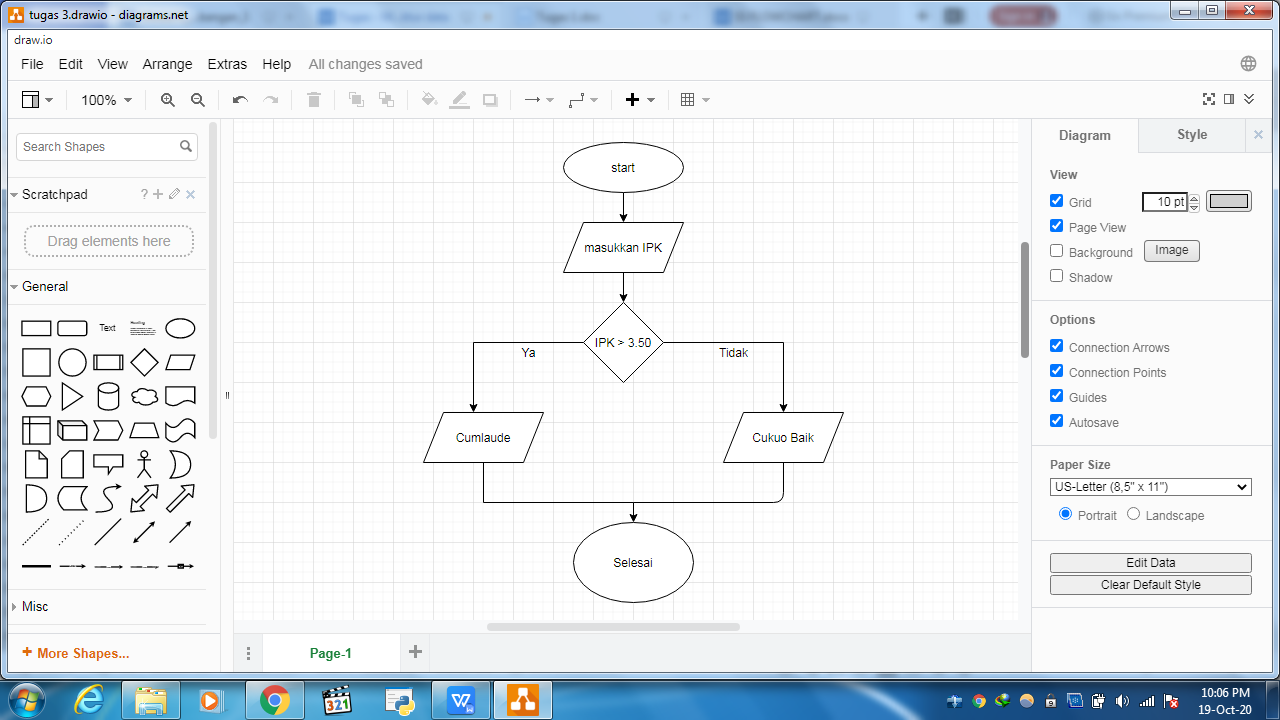 tugas 3.drawio - diagrams.net
draw.io
File Edit View Arrange Extras Help All changes saved
100%
Search Shapes
Scratchpad
?
Drag elements here
General
Text
Heading
Misc
+ More Shapes...
start
masukkan IPK
IPK > 3.50
Ya
Tidak
Cumlaude
Cukuo Baik
Selesai
Page-1
Diagram
Style
View
Grid
10 pt
Page View
Background
Image
Shadow
Options
Connection Arrows
Connection Points
Guides
Autosave
Paper Size
US-Letter (8,5" x 11")
Portrait
Landscape
Edit Data
Clear Default Style
321
W
10:06 PM
19-Oct-20